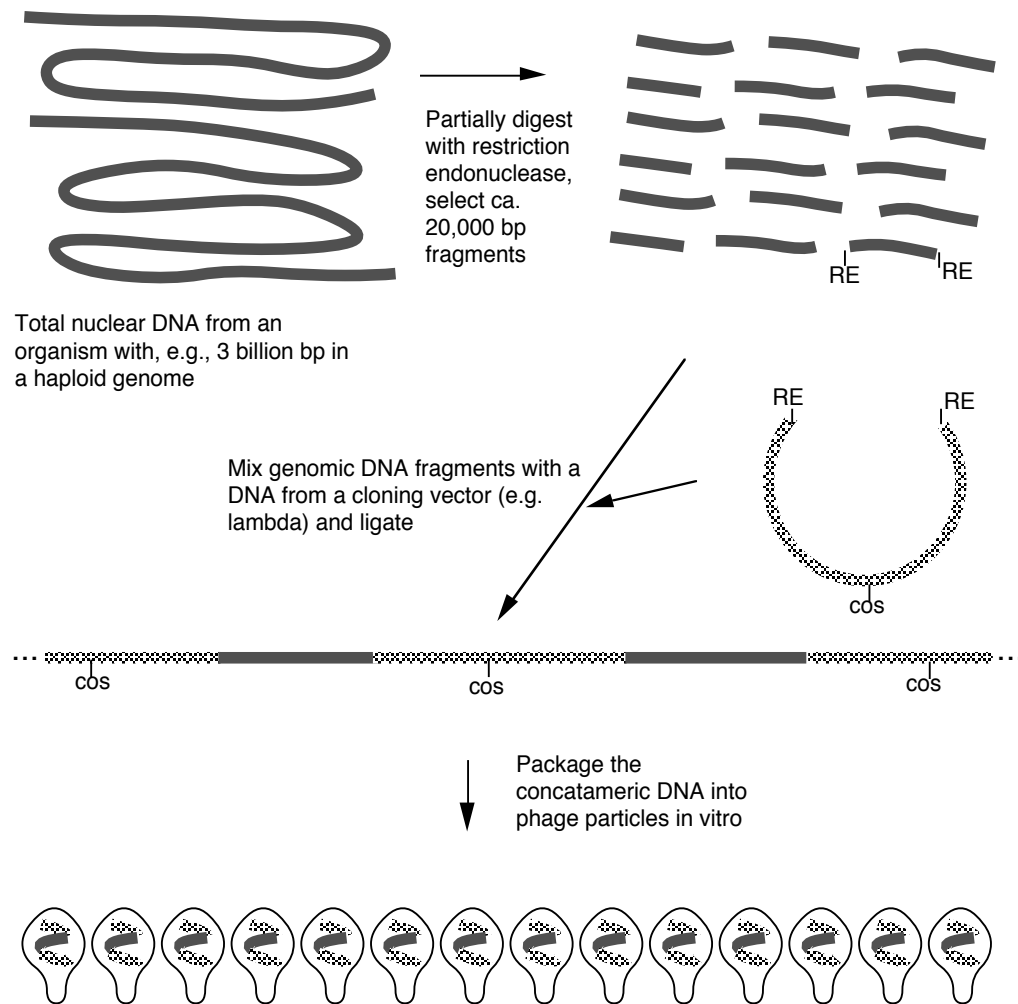 Partially digest
with restriction
endonuclease,
select ca.
20,000 bp
fragments
RE
RE
Total nuclear DNA from an
organism with, e.g., 3 billion bp in
a haploid genome
RE
RE
cos
Mix genomic DNA fragments with a
DNA from a cloning vector (e.g.
lambda) and ligate
...
cos
cos
cos
..
Package the
concatameric DNA into
phage particles in vitro